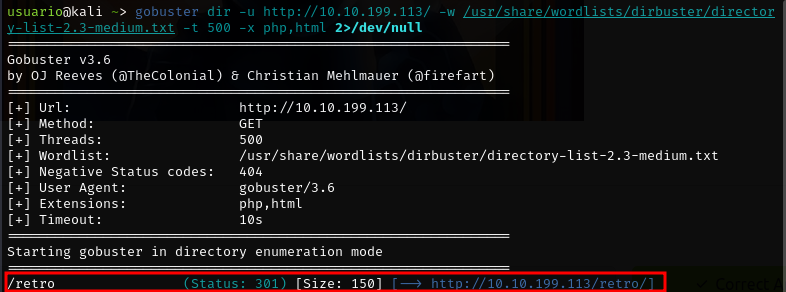 usuario@kali ~> gobuster dir -u http://10.10.199.113/ -w /usr/share/wordlists/dirbuster/director
y-list-2.3-medium.txt -t 500 -x php,html 2>/dev/null
===============================================================
Gobuster v3.6
by OJ Reeves (@TheColonial) & Christian Mehlmauer (@firefart)
===============================================================
[+] Url:                     http://10.10.199.113/
[+] Method:                  GET
[+] Threads:                 500
[+] Wordlist:                /usr/share/wordlists/dirbuster/directory-list-2.3-medium.txt
[+] Negative Status codes:   404
[+] User Agent:              gobuster/3.6
[+] Extensions:              php,html
[+] Timeout:                 10s
===============================================================
Starting gobuster in directory enumeration mode
===============================================================
/retro                (Status: 301) [Size: 150] [--> http://10.10.199.113/retro/]
Correct A